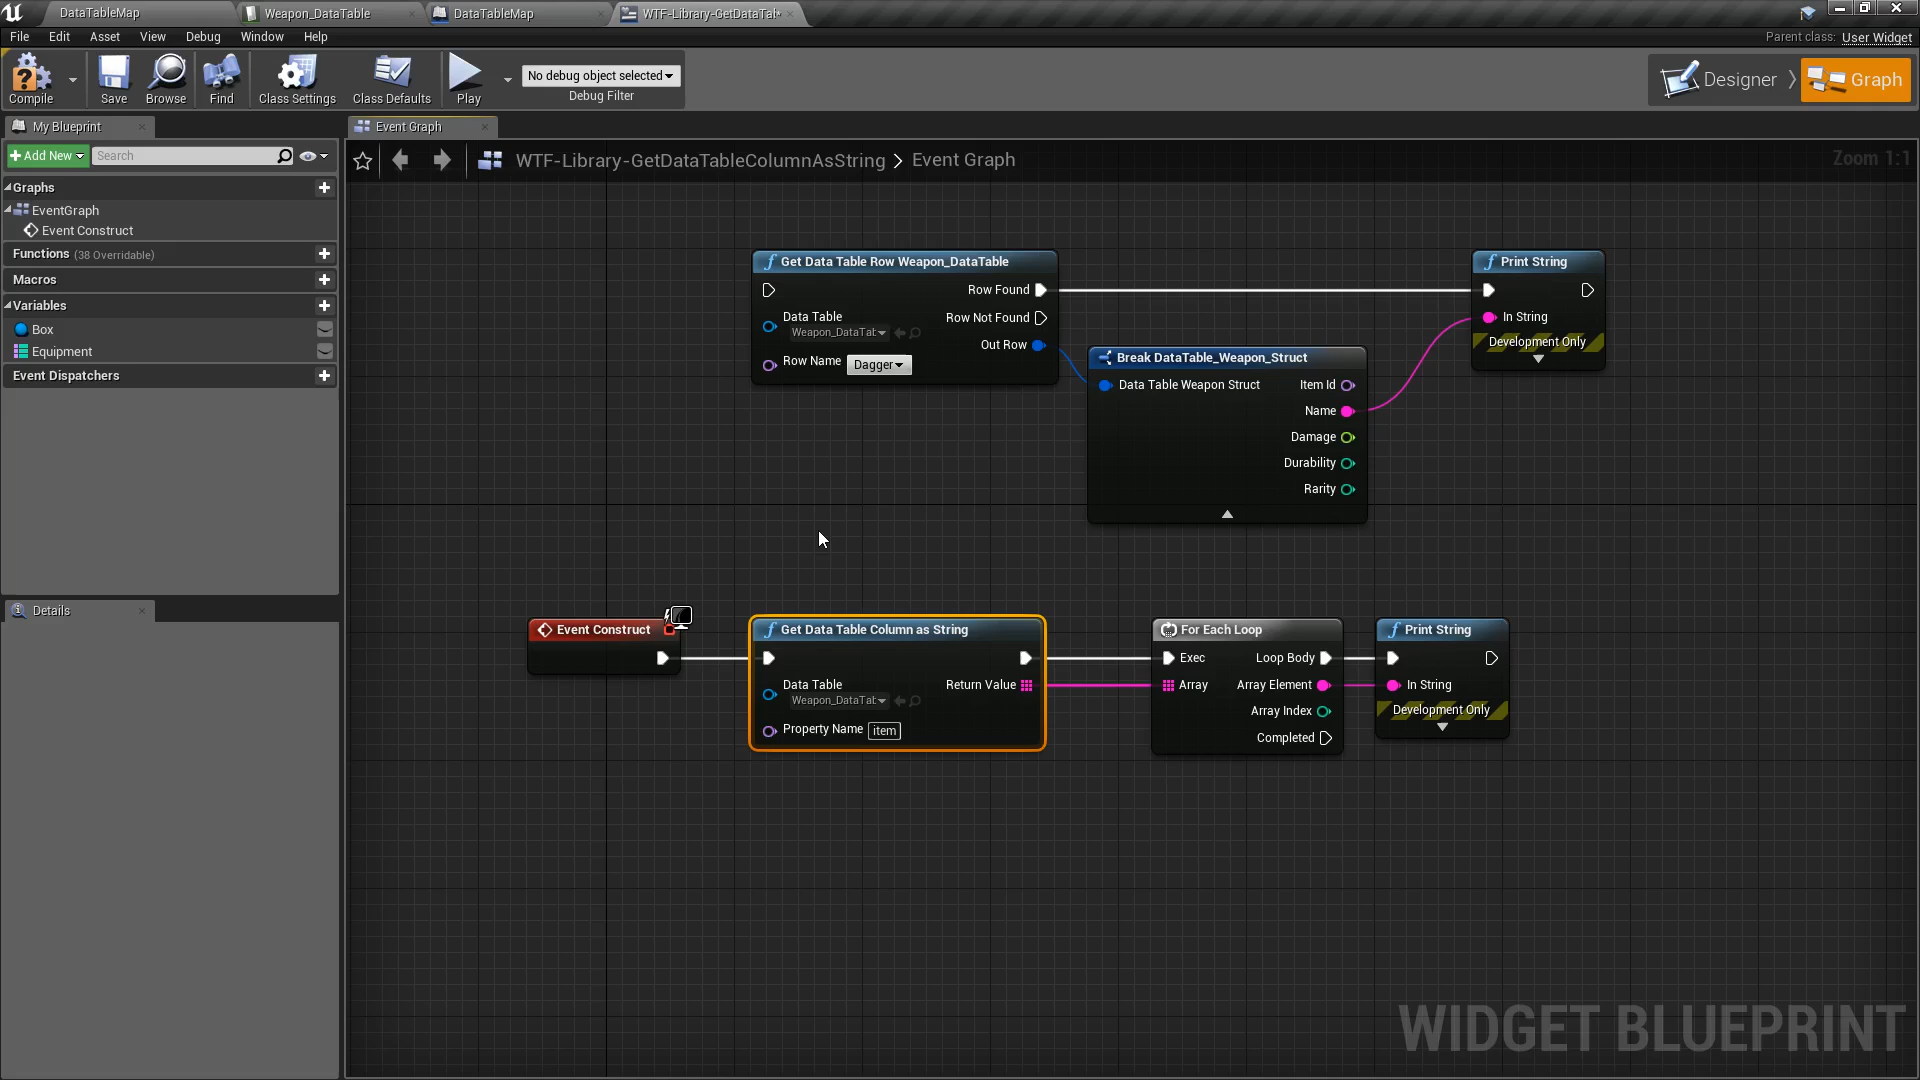 DataTableMap
Weapon_DataTable
DataTableMap
WTF-Library-GetDataTabl*
File Edit Asset View Debug Window Help
Parent class: User Widget
Compile
Save
Browse
Find
Class Settings
Class Defaults
Play
No debug object selected
Debug Filter
Designer
Graph
My Blueprint
Event Graph
Add New
Search
WTF-Library-GetDataTableColumnAsString > Event Graph
Zoom 1:1
Graphs
EventGraph
Event Construct
Functions (38 Overridable)
Macros
Variables
Box
Equipment
Event Dispatchers
Details
Get Data Table Row Weapon_DataTable
Row Found
Data Table
Weapon_DataTat
Row Not Found
Out Row
Row Name Dagger
Break DataTable_Weapon_Struct
Data Table Weapon Struct
Item Id
Name
Damage
Durability
Rarity
Print String
In String
Development Only
Event Construct
Get Data Table Column as String
Data Table
Weapon_DataTat
Return Value
Property Name item
For Each Loop
Exec
Loop Body
Array
Array Element
Array Index
Completed
Print String
In String
Development Only
WIDGET BLUEPRINT